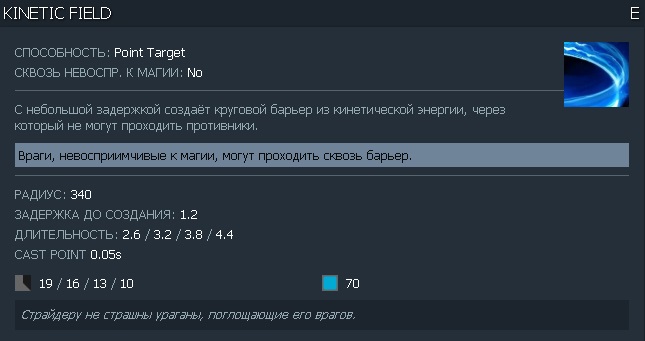 KINETIC FIELD E
СПОСОБНОСТЬ: Point Target
СКВОЗЬ НЕВОСПР. К МАГИИ: No
С небольшой задержкой создаёт круговой барьер из кинетической энергии, через
который не могут проходить противники.
Враги, невосприимчивые к магии, могут проходить сквозь барьер.
РАДИУС: 340
ЗАДЕРЖКА ДО СОЗДАНИЯ: 1.2
ДЛИТЕЛЬНОСТЬ: 2.6 / 3.2 / 3.8 / 4.4
CAST POINT 0.05s
19 / 16 / 13 / 10 70
Страйдеру не страшны ураганы, поглощающие его врагов.